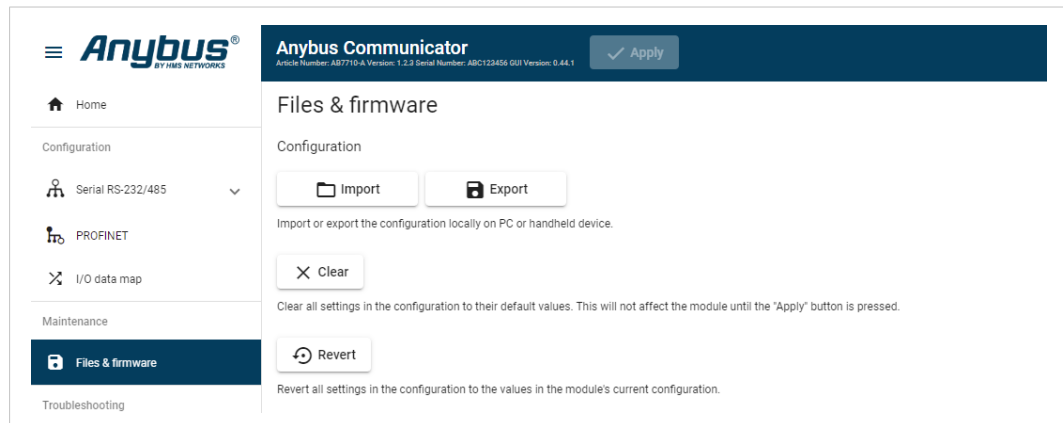 Anybus®
BY HMS NETWORKS
Anybus Communicator
Article Number: AB7710-A Version: 1.2.3 Serial Number: ABC123456 GUI Version: 0.44.1
Apply
Home
Configuration
Serial RS-232/485
PROFINET
I/O data map
Maintenance
Files & firmware
Troubleshooting
Files & firmware
Configuration
Import
Export
Import or export the configuration locally on PC or handheld device.
Clear
Clear all settings in the configuration to their default values. This will not affect the module until the "Apply" button is pressed.
Revert
Revert all settings in the configuration to the values in the module's current configuration.